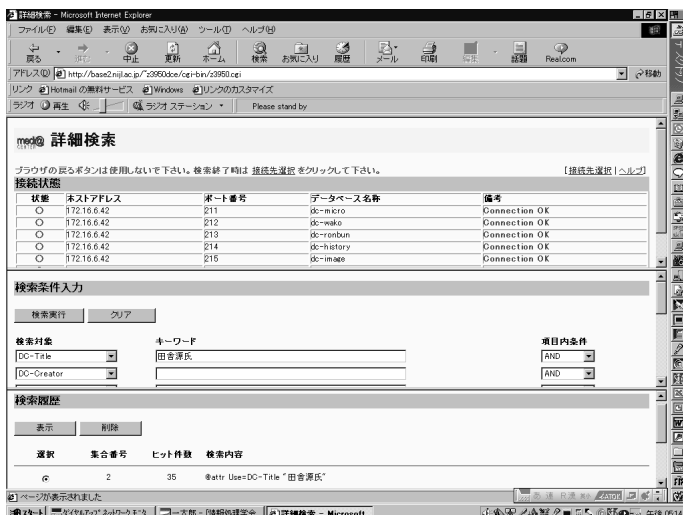 詳細検索 - Microsoft Internet Explorer
ファイル(F) 編集(E) 表示(V) お気に入り(A) ツール(T) ヘルプ(H)
戻る 進む 中止 更新 ホーム 検索 お気に入り 履歴 メール 印刷 編集 話題 Realcom
アドレス(D) http://base2.nijl.ac.jp/~z3950dce/cgi-bin/z3950.cgi 移動
リンク Hotmail の無料サービス Windows リンクのカスタマイズ
ラジオ 再生 ラジオ ステーション Please stand by
詳細検索
ブラウザの戻るボタンは使用しないで下さい。検索終了時は 接続先選択 をクリックして下さい。 [接続先選択 | ヘルプ]
接続状態
状態 ホストアドレス ポート番号 データベース名称 備考
○ 172.16.6.42 211 dc-micro Connection OK
○ 172.16.6.42 212 dc-wako Connection OK
○ 172.16.6.42 213 dc-ronbun Connection OK
○ 172.16.6.42 214 dc-history Connection OK
○ 172.16.6.42 215 dc-image Connection OK
検索条件入力
検索実行 クリア
検索対象 キーワード 項目内条件
DC-Title 田舎源氏 AND
DC-Creator AND
検索履歴
表示 削除
選択 集合番号 ヒット件数 検索内容
2 35 @attr Use=DC-Title "田舎源氏"
ページが表示されました
スタート 詳細検索 - Microsoft 午後 05:14